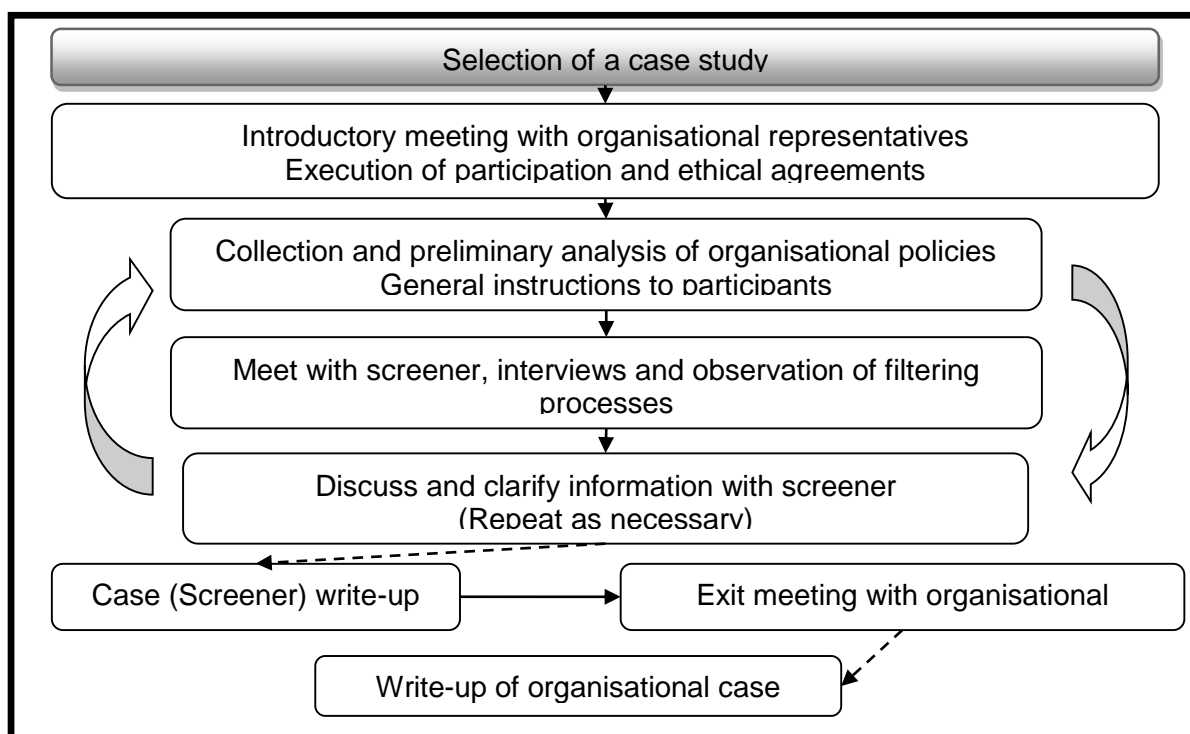 Selection of a case study
Introductory meeting with organisational representatives
Execution of participation and ethical agreements
Collection and preliminary analysis of organisational policies
General instructions to participants
Meet with screener, interviews and observation of filtering
processes
Discuss and clarify information with screener
(Repeat as necessary)
Case (Screener) write-up
Exit meeting with organisational
Write-up of organisational case